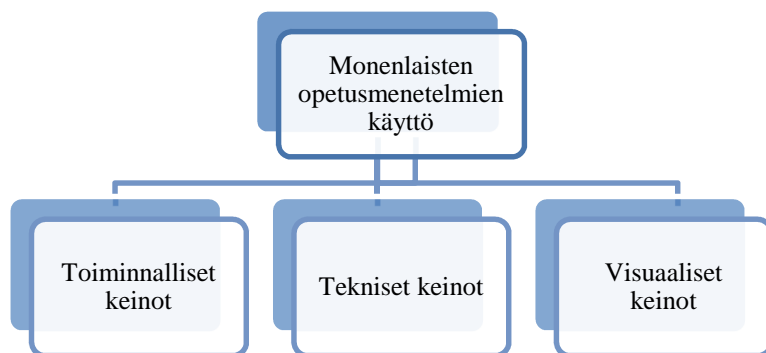 Monenlaisten
opetusmenetelmien
käyttö
Toiminnalliset
keinot
Tekniset keinot
Visuaaliset
keinot